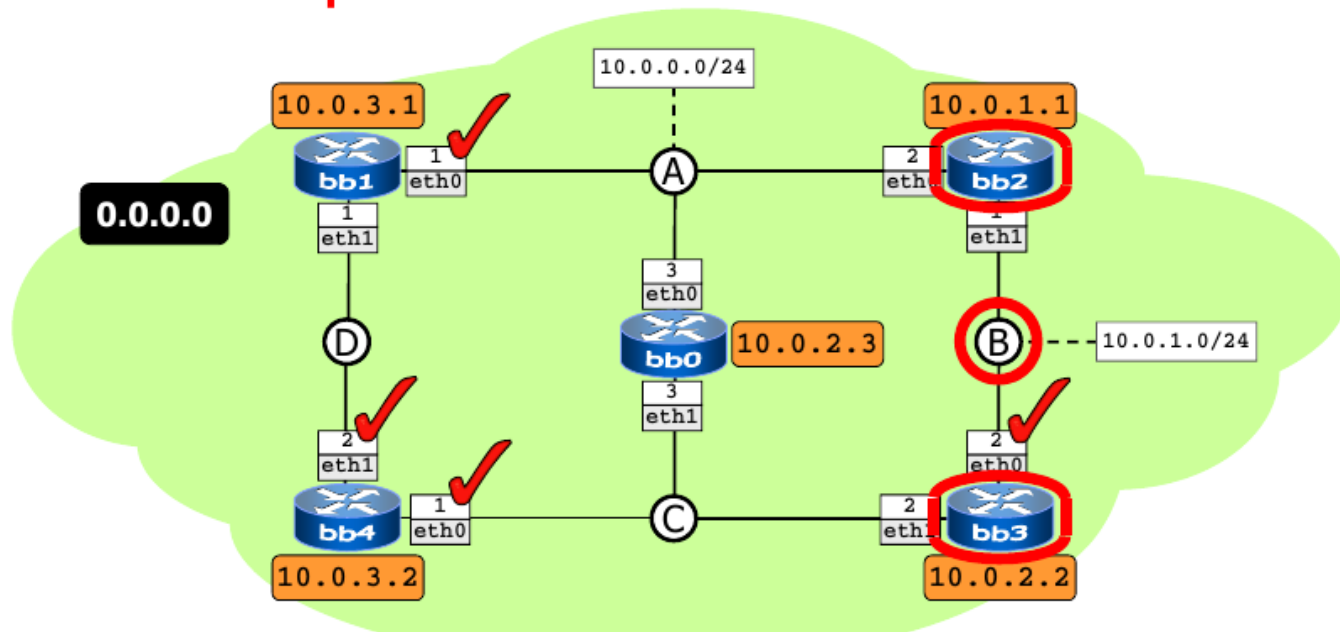 10.0.0.0/24
10.0.3.1
10.0.1.1
1
eth0
2
bb1
bb2
0.0.0.0
1
eth1
1
eth1
A
3
eth0
D
bb0
10.0.2.3
B
10.0.1.0/24
3
eth1
2
eth1
2
eth0
1
eth0
C
2
bb4
bb3
10.0.3.2
10.0.2.2